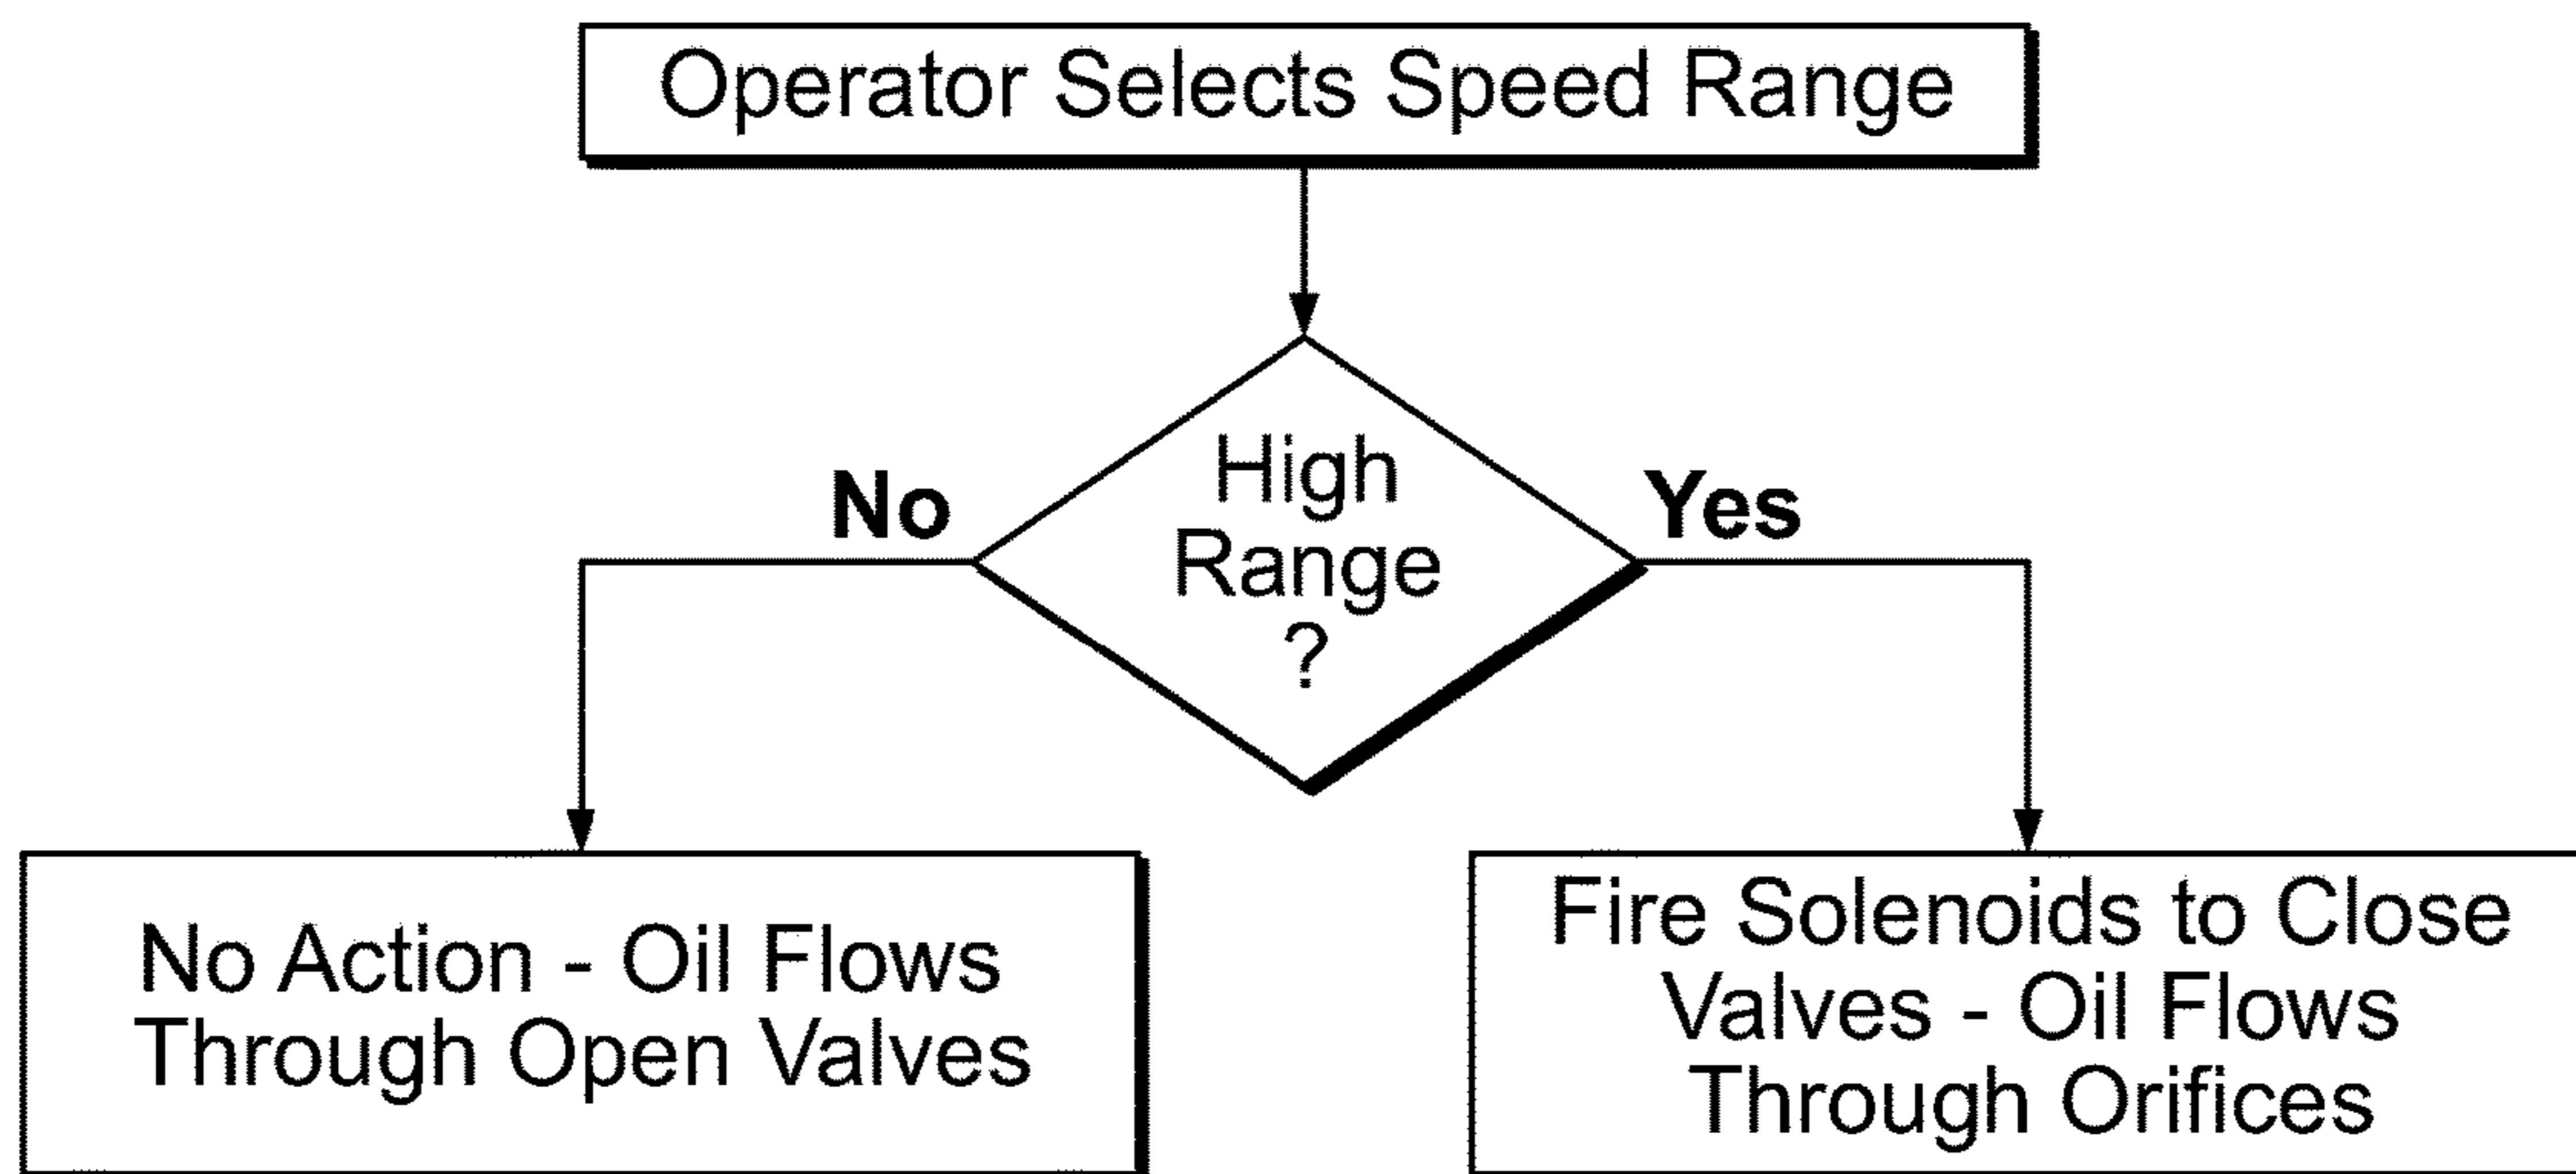 Operator Selects Speed Range
High
Range
?
No
Yes
No Action - Oil Flows
Through Open Valves
Fire Solenoids to Close
Valves - Oil Flows
Through Orifices